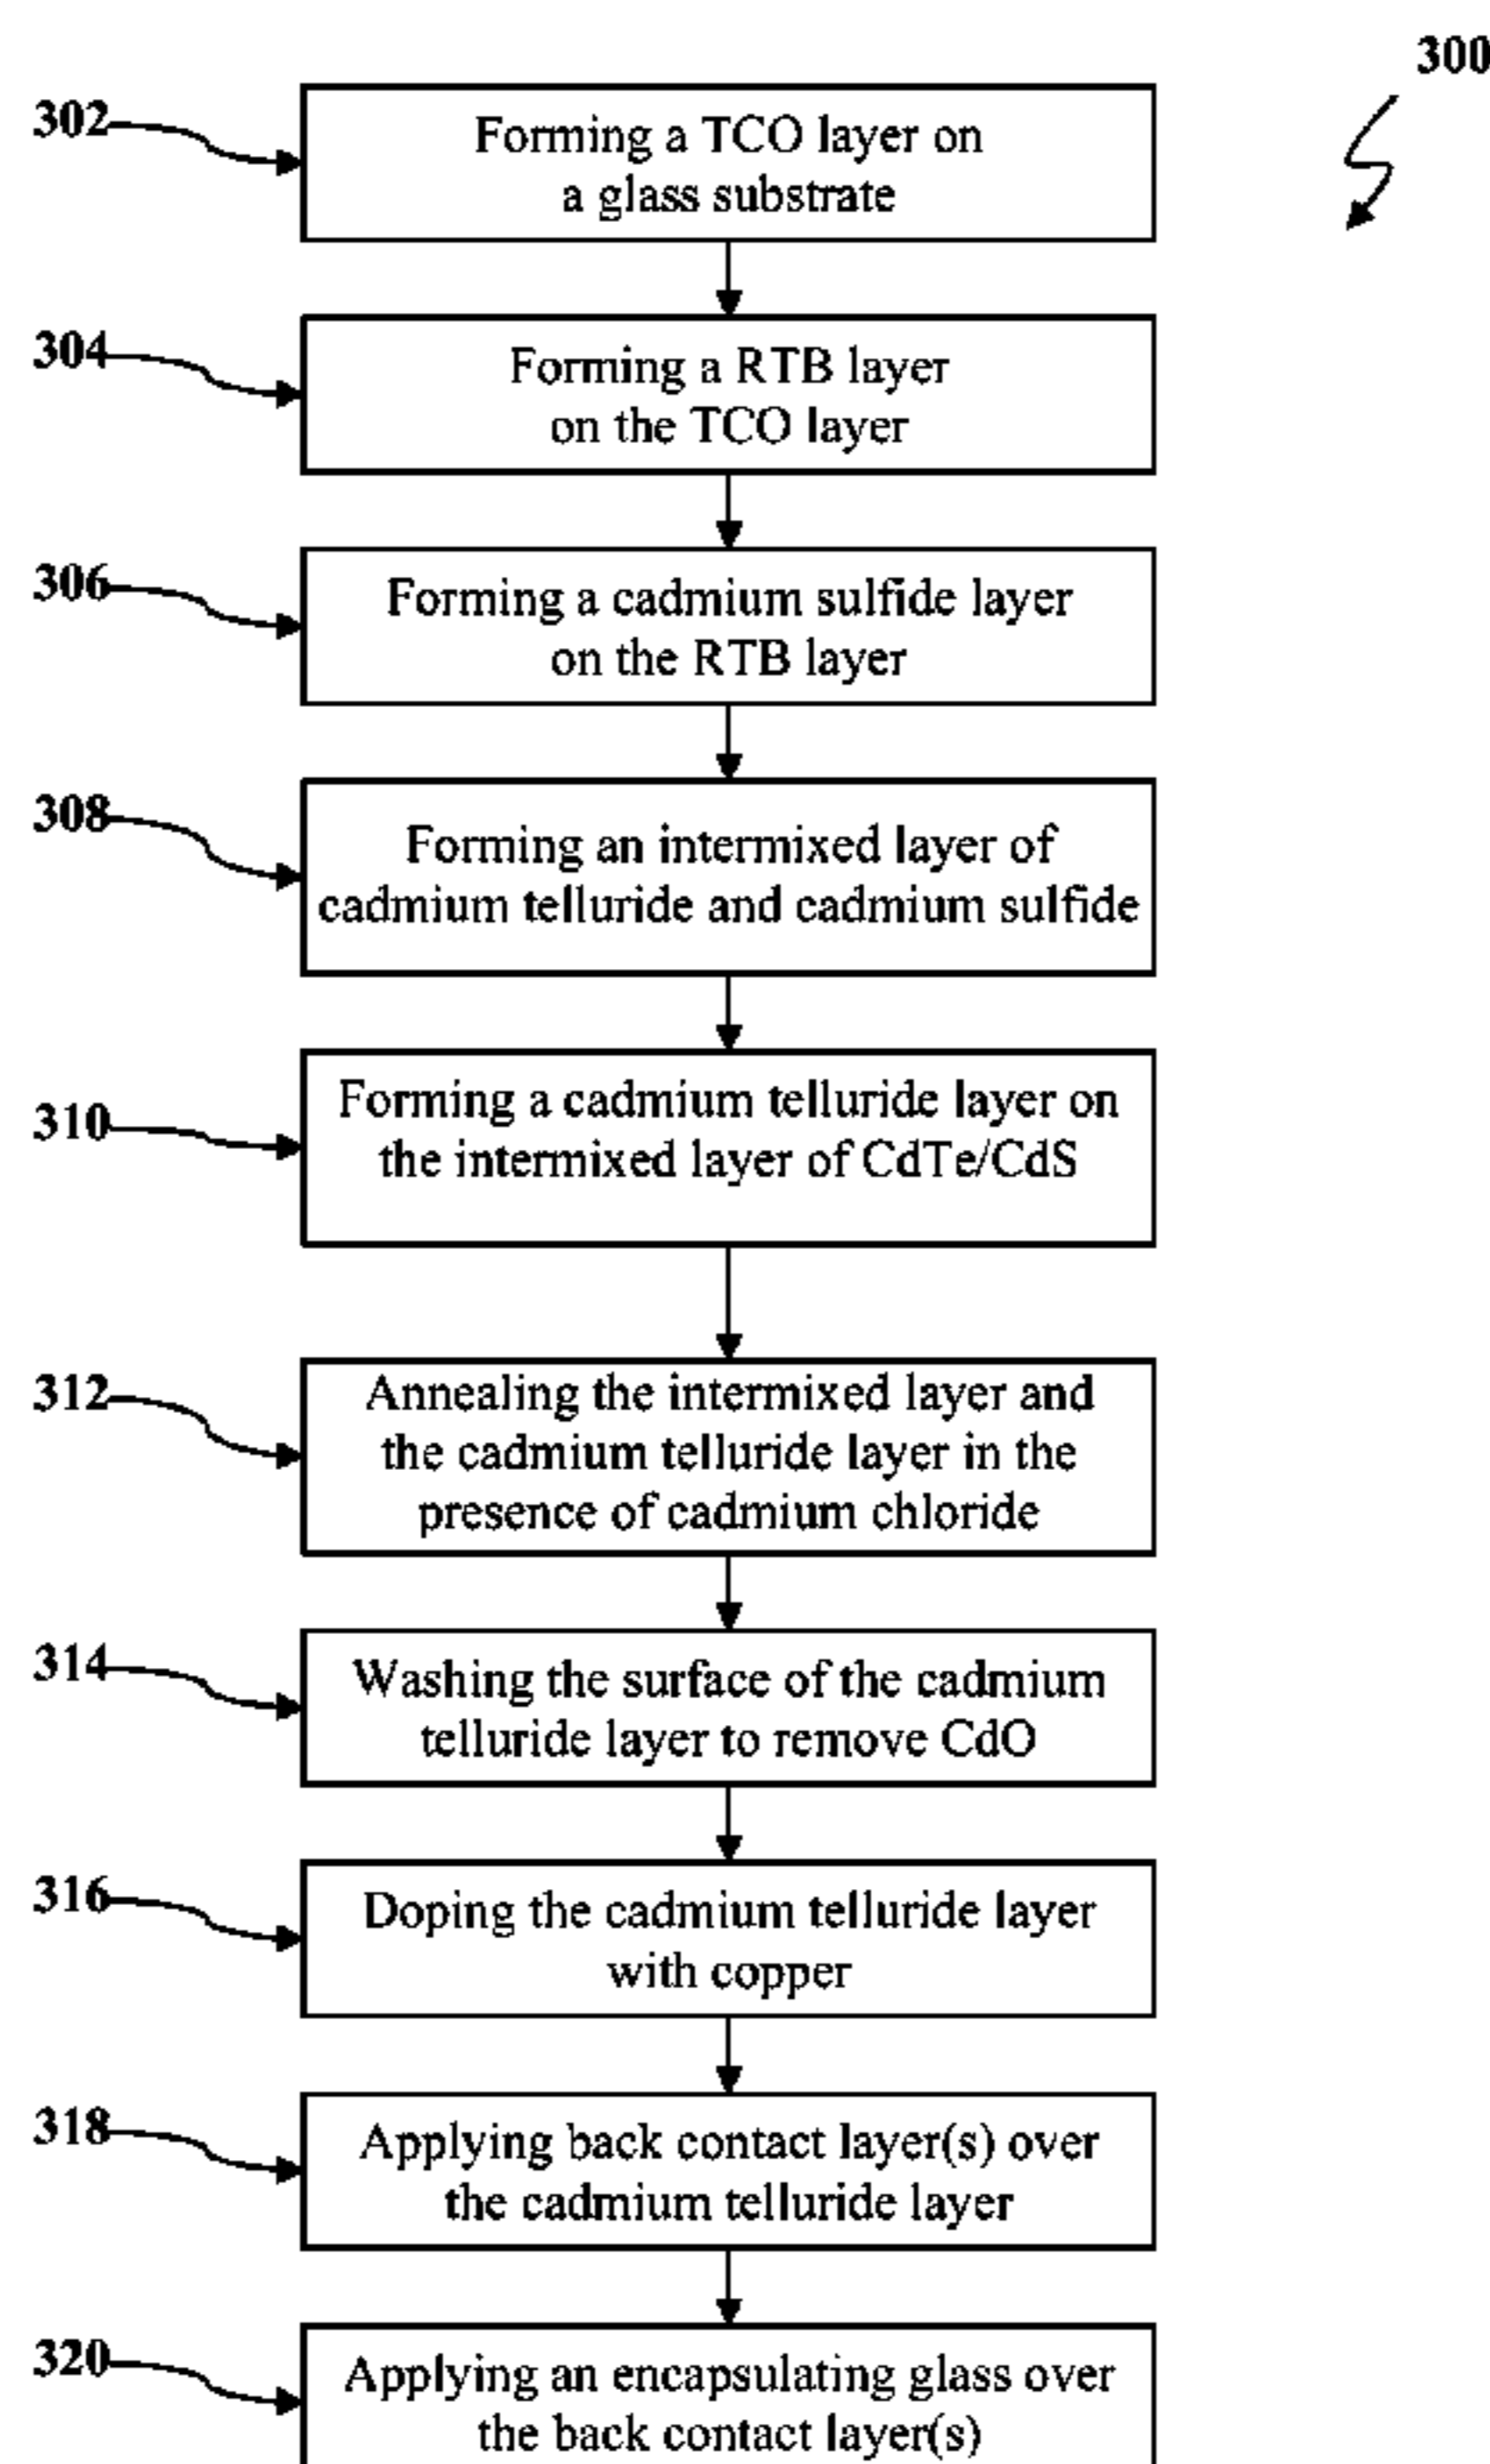 300
302
Forming a TCO layer on
a glass substrate
304
Forming a RTB layer
on the TCO layer
306
Forming a cadmium sulfide layer
on the RTB layer
308
Forming an intermixed layer of
cadmium telluride and cadmium sulfide
310
Forming a cadmium telluride layer on
the intermixed layer of CdTe/CdS
312
Annealing the intermixed layer and
the cadmium telluride layer in the
presence of cadmium chloride
314
Washing the surface of the cadmium
telluride layer to remove CdO
316
Doping the cadmium telluride layer
with copper
318
Applying back contact layer(s) over
the cadmium telluride layer
320
Applying an encapsulating glass over
the back contact layer(s)